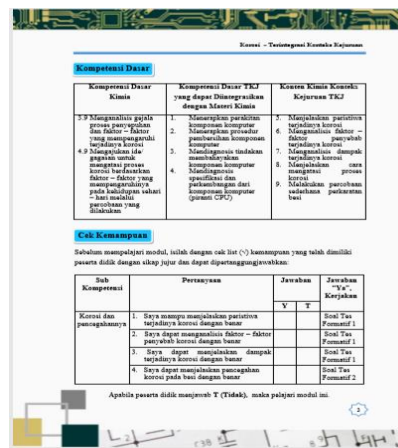 Korosi – Terintegrasi Konteks Kejuruan
Kompetensi Dasar
Kompetensi Dasar
Kimia
Kompetensi Dasar TKJ
yang dapat Diintegrasikan
dengan Materi Kimia
Konten Kimia Konteks
Kejuruan TKJ
3.9 Menganalisis gejala
proses penyepuhan
dan faktor – faktor
yang mempengaruhi
terjadinya korosi
4.9 Mengajukan ide/
gagasan untuk
mengatasi proses
korosi berdasarkan
faktor – faktor yang
mempengaruhinya
pada kehidupan sehari
– hari melalui
percobaan yang
dilakukan
1. Menerapkan perakitan
komponen komputer
2. Menerapkan prosedur
pembersihan komponen
komputer
3. Mendiagnosis tindakan
membahayakan
komponen komputer
4. Mendiagnosis
spesifikasi dan
perkembangan dari
komponen komputer
(piranti CPU)
5. Menjelaskan peristiwa
terjadinya korosi
6. Menganalisis faktor –
faktor penyebab
terjadinya korosi
7. Menganalisis dampak
terjadinya korosi
8. Menjelaskan cara
mengatasi proses
korosi
9. Melakukan percobaan
sederhana perkaratan
besi
Cek Kemampuan
Sebelum mempelajari modul, isilah dengan cek list (√) kemampuan yang telah dimiliki
peserta didik dengan sikap jujur dan dapat dipertanggungjawabkan:
Sub
Kompetensi
Pertanyaan
Jawaban
Y T
Jawaban
"Ya",
Kerjakan
Korosi dan
pencegahannya
1. Saya mampu menjelaskan peristiwa
terjadinya korosi dengan benar
Soal Tes
Formatif 1
2. Saya dapat menganalisis faktor – faktor
penyebab korosi dengan benar
Soal Tes
Formatif 1
3. Saya dapat menjelaskan dampak
terjadinya korosi dengan benar
Soal Tes
Formatif 1
4. Saya dapat menjelaskan pencegahan
korosi pada besi dengan benar
Soal Tes
Formatif 2
Apabila peserta didik menjawab T (Tidak), maka pelajari modul ini.
2